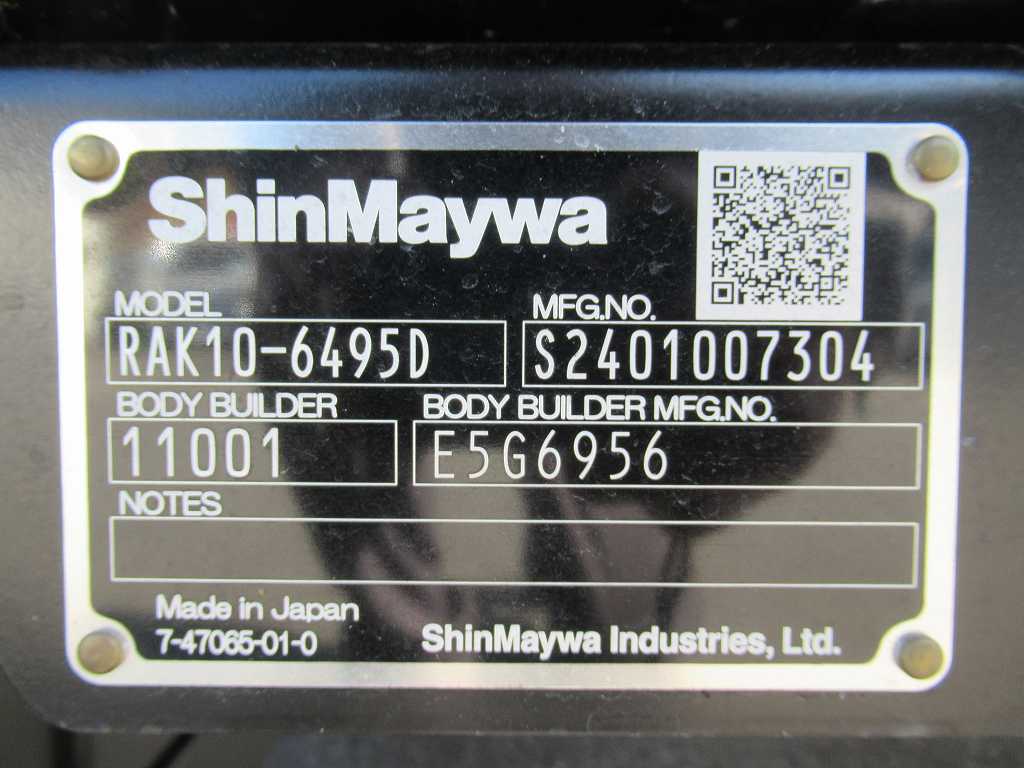 ShinMaywa
MODEL MFG.NO.
RAK10-6495D S2401007304
BODY BUILDER BODY BUILDER MFG.NO.
11001 E5G6956
NOTES
Made in Japan
7-47065-01-0 ShinMaywa Industries, Ltd.